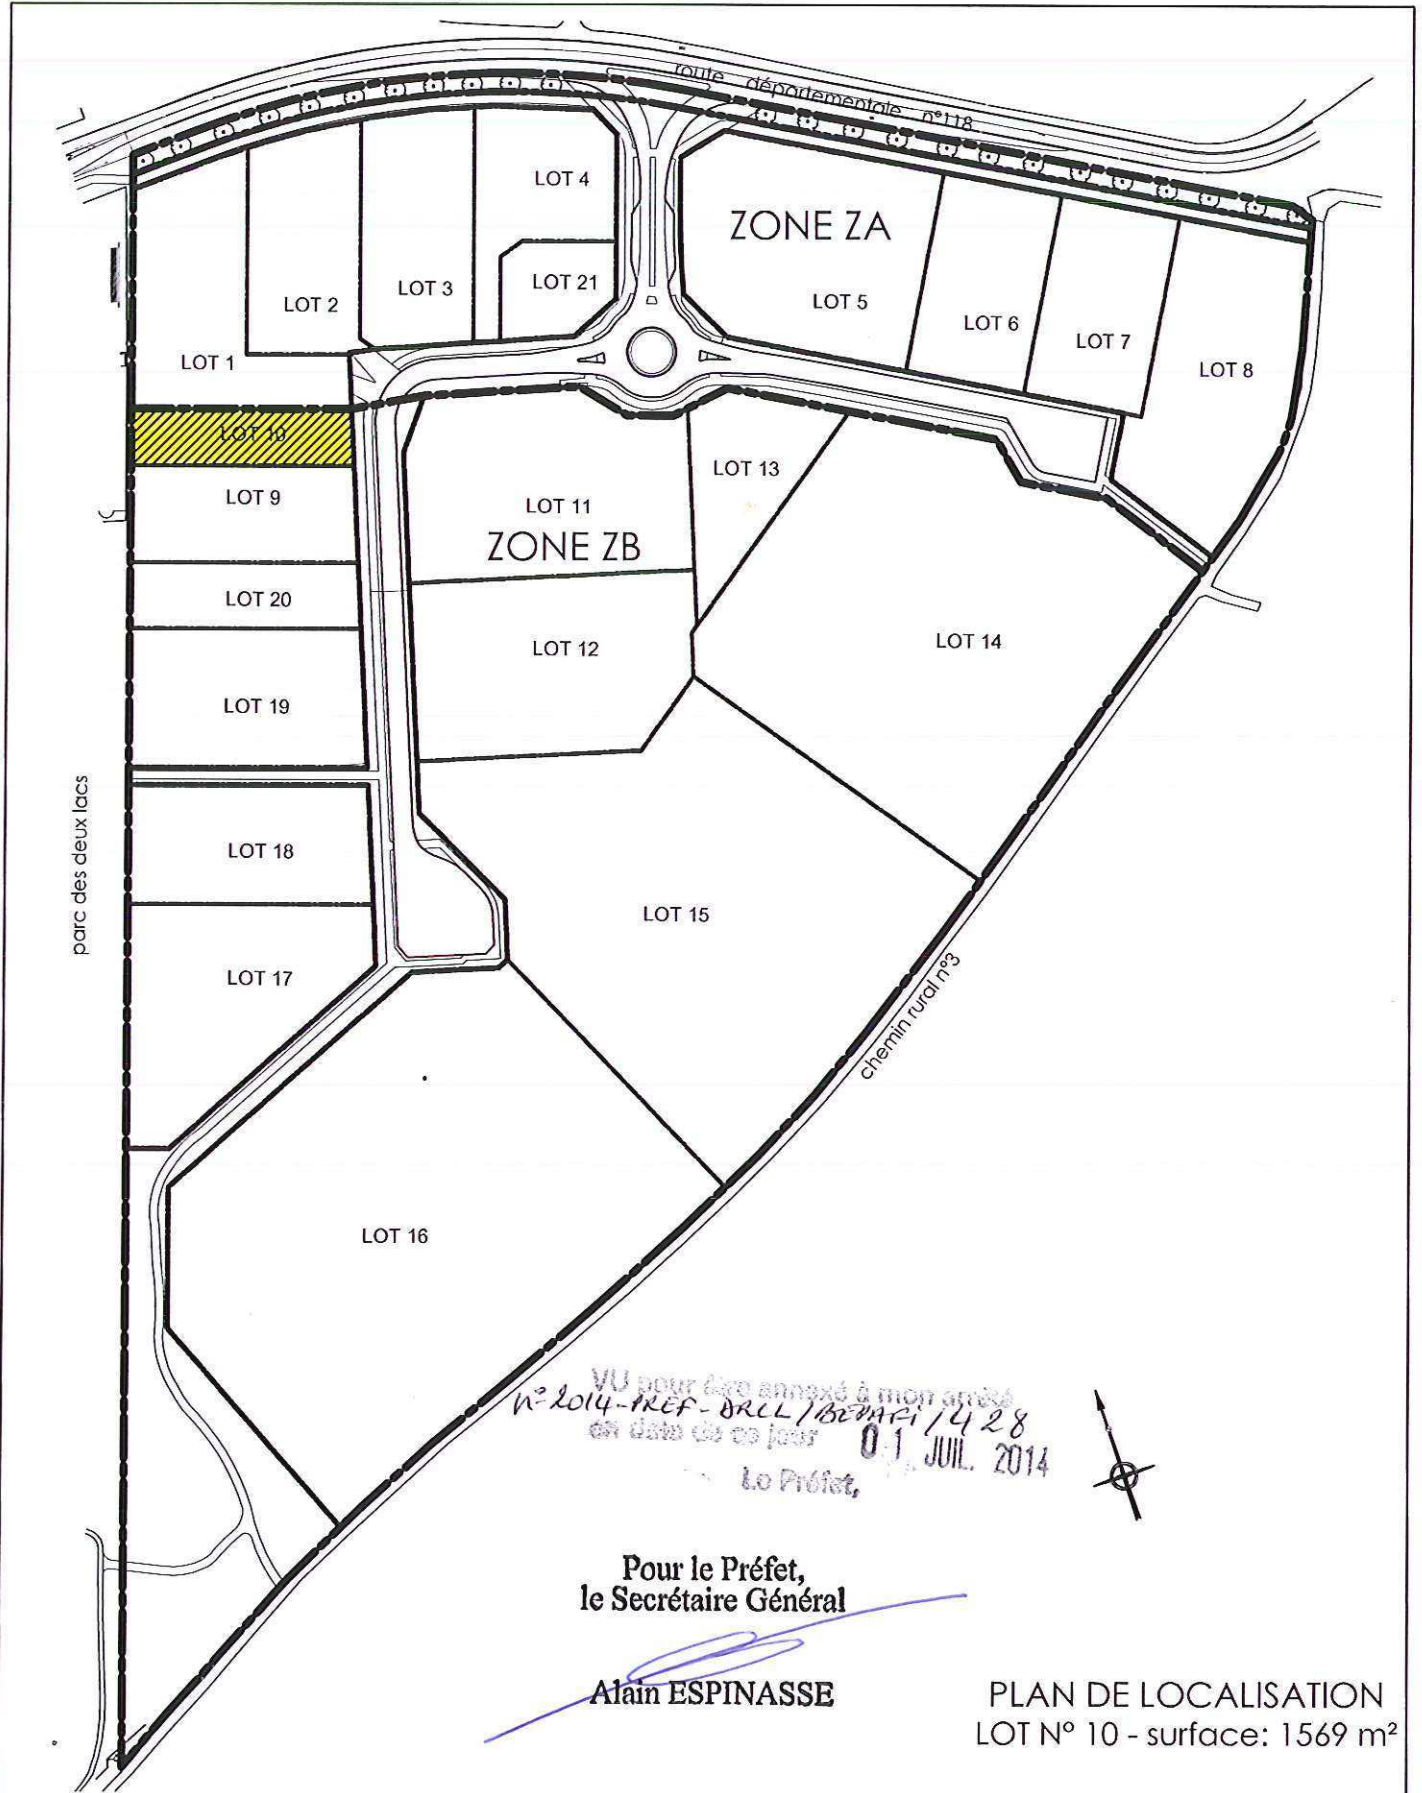 route départementale n°118
LOT 4
ZONE ZA
LOT 21
LOT 3
LOT 2
LOT 5
LOT 6
LOT 7
LOT 8
LOT 1
LOT 10
LOT 13
LOT 9
LOT 11
ZONE ZB
LOT 20
LOT 12
LOT 14
LOT 19
parc des deux lacs
LOT 18
LOT 15
LOT 17
chemin rural n°3
LOT 16
VU pour être annexé à mon arrêté
n° 2014-PREF-DRCL/BEPAFI/428
en date de ce jour 01 JUIL. 2014
Le Préfet,
Pour le Préfet,
le Secrétaire Général
Alain ESPINASSE
PLAN DE LOCALISATION
LOT N° 10 - surface: 1569 m²